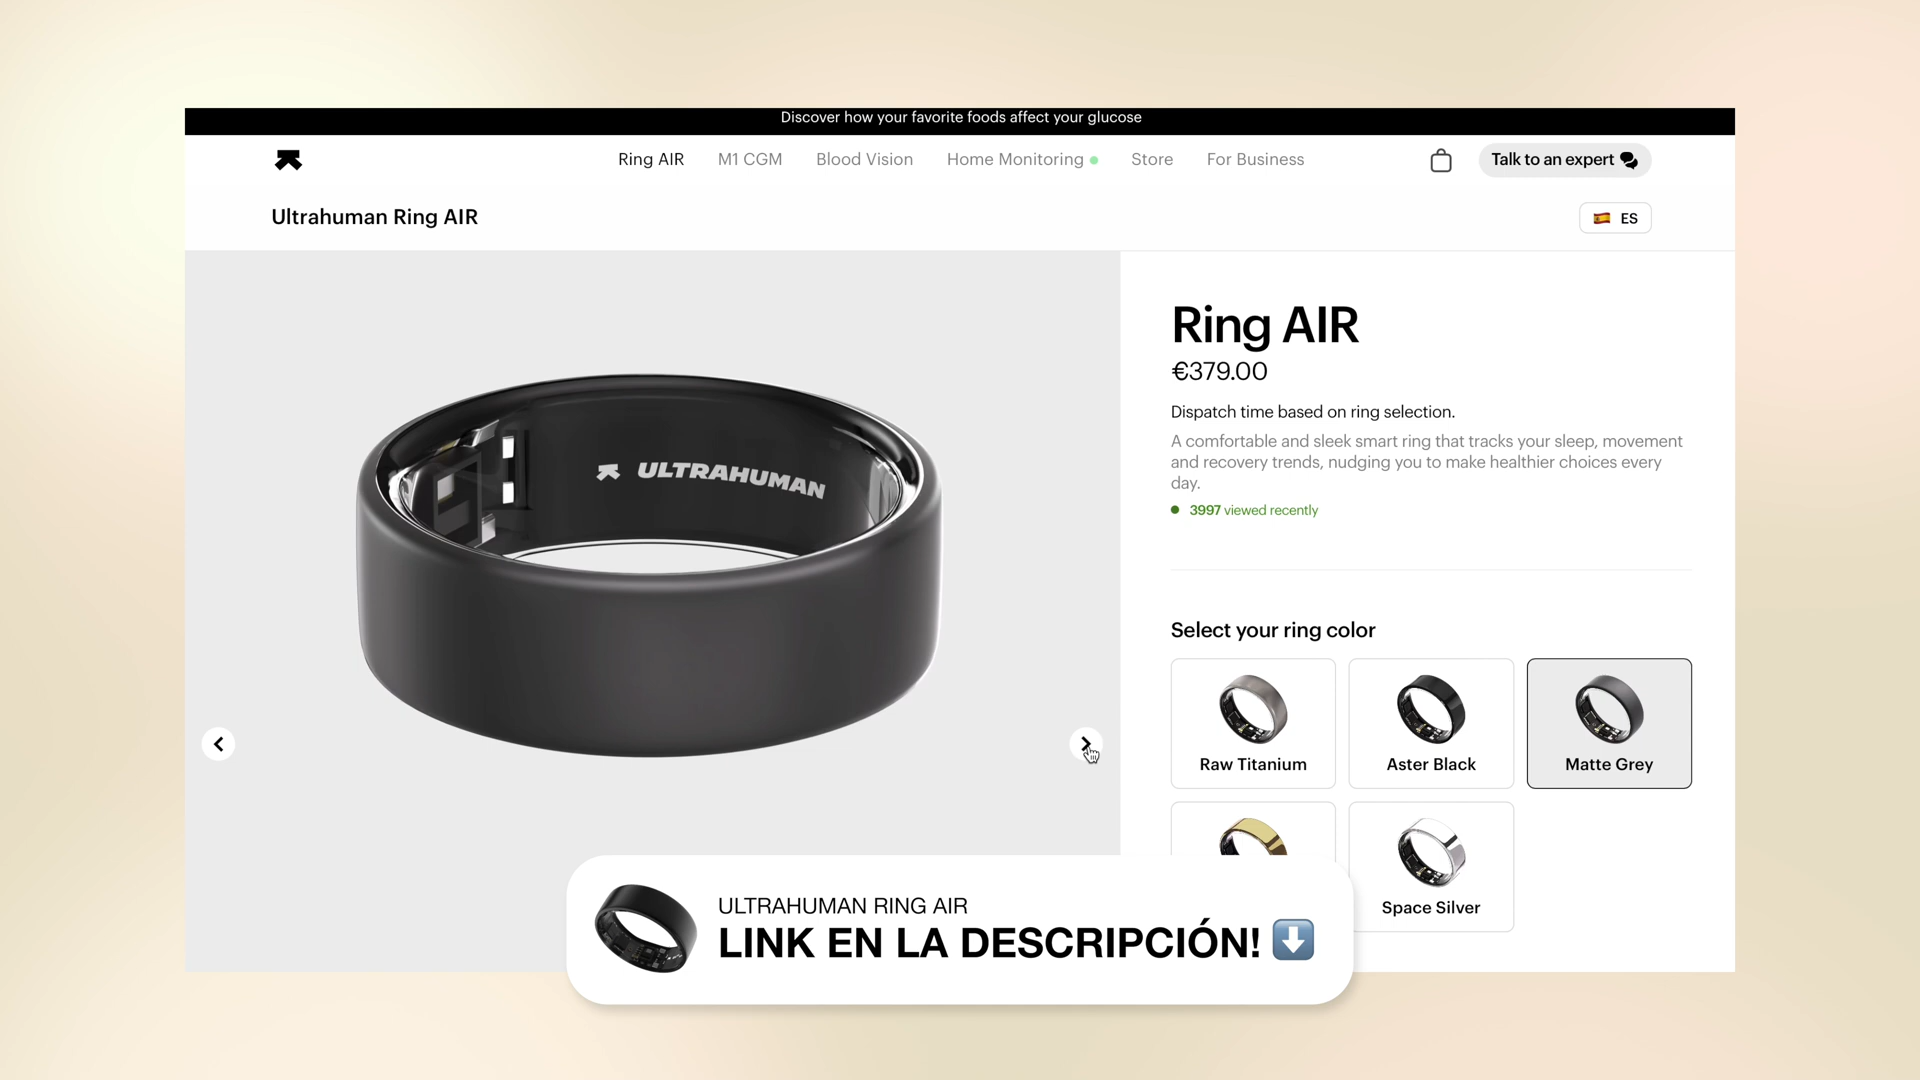 Discover how your favorite foods affect your glucose
Ring AIR
M1 CGM
Blood Vision
Home Monitoring
Store
For Business
Talk to an expert
Ultrahuman Ring AIR
ES
ULTRAHUMAN
Ring AIR
€379.00
Dispatch time based on ring selection.
A comfortable and sleek smart ring that tracks your sleep, movement
and recovery trends, nudging you to make healthier choices every
day.
3997 viewed recently
Select your ring color
Raw Titanium
Aster Black
Matte Grey
Space Silver
ULTRAHUMAN RING AIR
LINK EN LA DESCRIPCIÓN!